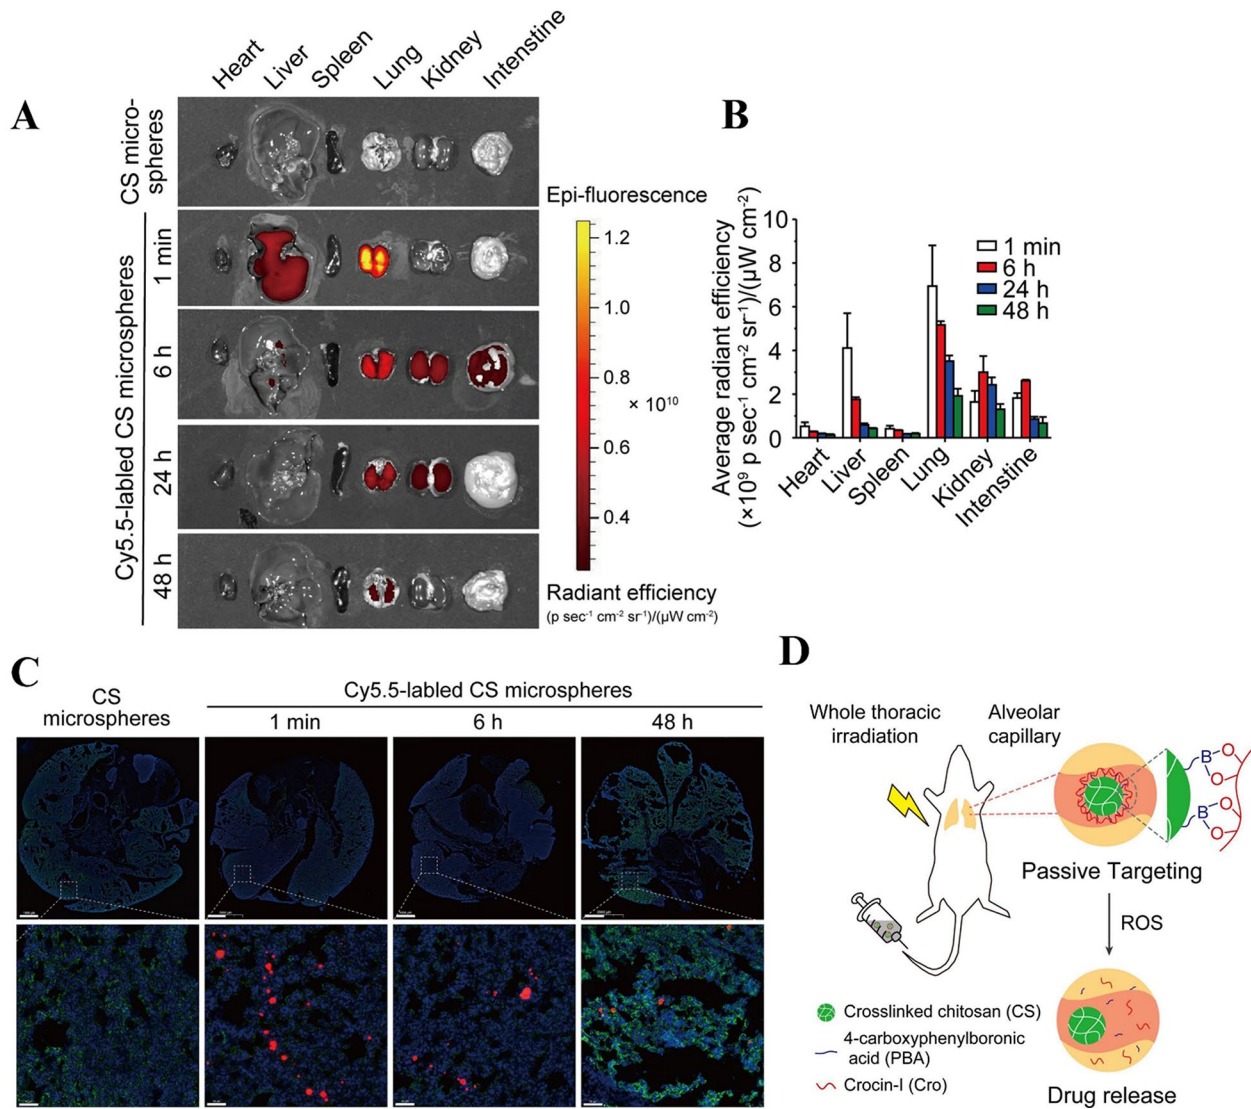 A
Heart
Liver
Spleen
Lung
Kidney
Intenstine
CS micro-
spheres
Cy5.5-labled CS microspheres
1 min
6 h
24 h
48 h
Epi-fluorescence
1.2
1.0
0.8
× 10¹⁰
0.6
0.4
Radiant efficiency
(p sec⁻¹ cm⁻² sr⁻¹)/(μW cm⁻²)
B
Average radiant efficiency
(×10⁹ p sec⁻¹ cm⁻² sr⁻¹)/(μW cm⁻²)
10
8
6
4
2
0
1 min
6 h
24 h
48 h
Heart
Liver
Spleen
Lung
Kidney
Intenstine
C
CS
microspheres
Cy5.5-labled CS microspheres
1 min
6 h
48 h
D
Whole thoracic
irradiation
Alveolar
capillary
B
O
O
B
O
O
Passive Targeting
ROS
Crosslinked chitosan (CS)
4-carboxyphenylboronic
acid (PBA)
Crocin-I (Cro)
Drug release